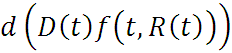 d (D(t)f(t, R(t)))